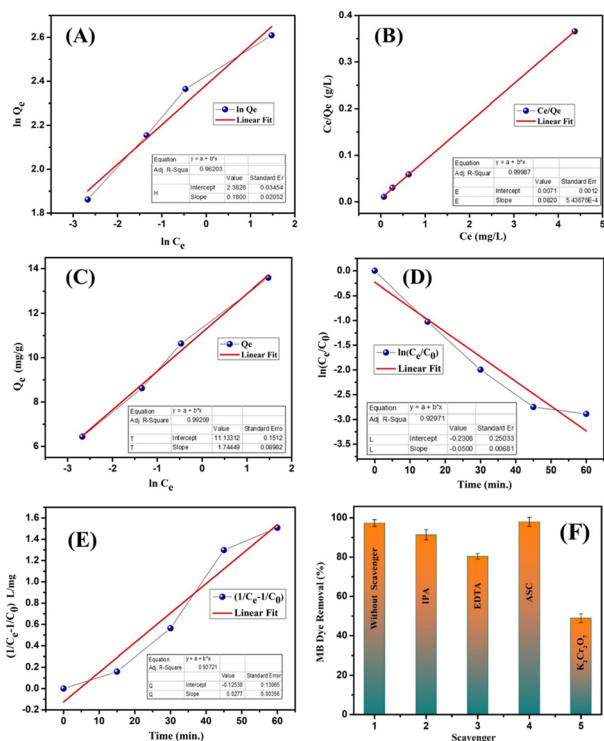 (A)
ln Qe
2.6
2.4
2.2
2.0
1.8
ln Qe
Linear Fit
Equation y = a + b*x
Adj. R-Squa 0.96203
Value Standard Err
H Intercept 2.3826 0.03454
Slope 0.1800 0.02052
-3 -2 -1 0 1 2
ln Ce
(B)
Ce/Qe (g/L)
0.4
0.3
0.2
0.1
0.0
Ce/Qe
Linear Fit
Equation y = a + b*x
Adj. R-Squar 0.99987
Value Standard Err
E Intercept 0.0071 0.0012
E Slope 0.0820 5.43676E-4
0 1 2 3 4 5
Ce (mg/L)
(C)
Qe (mg/g)
14
12
10
8
6
Qe
Linear Fit
Equation y = a + b*x
Adj. R-Square 0.99209
Value Standard Erro
T Intercept 11.13312 0.1512
T Slope 1.74449 0.08982
-3 -2 -1 0 1 2
ln Ce
(D)
ln(Ce/C0)
0.0
-0.5
-1.0
-1.5
-2.0
-2.5
-3.0
-3.5
ln(Ce/C0)
Linear Fit
Equation y = a + b*x
Adj. R-Squa 0.92971
Value Standard Err
L Intercept -0.2306 0.25033
L Slope -0.0500 0.00681
0 15 30 45 60
Time (min.)
(E)
(1/Ce-1/C0) L/mg
1.6
1.4
1.2
1.0
0.8
0.6
0.4
0.2
0.0
(1/Ce-1/C0)
Linear Fit
Equation y = a + b*x
Adj. R-Square 0.93721
Value Standard Error
Q Intercept -0.12538 0.13065
Q Slope 0.0277 0.00356
0 10 20 30 40 50 60
Time (min.)
(F)
MB Dye Removal (%)
100
80
60
40
20
0
Without Scavenger
IPA
EDTA
ASC
K2Cr2O7
1 2 3 4 5
Scavenger